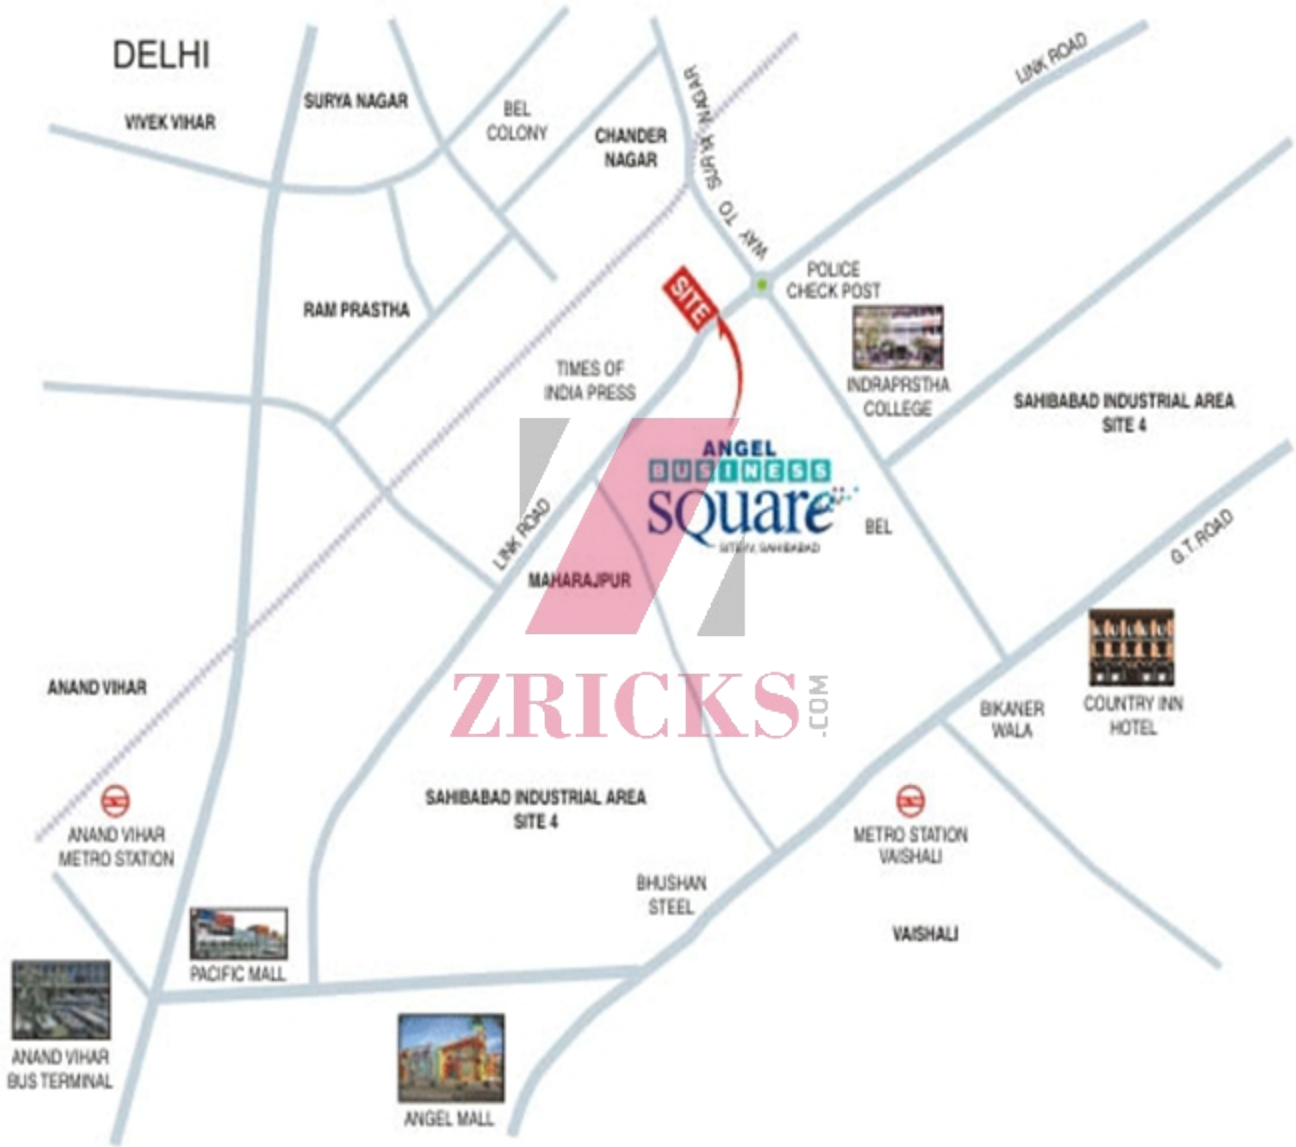 DELHI
VIVEK VIHAR
SURYA NAGAR
BEL
COLONY
CHANDER
NAGAR
WAY TO SURYA NAGAR
LINK ROAD
POLICE
CHECK POST
SITE
RAM PRASTHA
TIMES OF
INDIA PRESS
INDRAPRSTHA
COLLEGE
SAHIBABAD INDUSTRIAL AREA
SITE 4
ANGEL
BUSINESS
SQuare
SITE IV, SAHIBABAD
BEL
LINK ROAD
G.T. ROAD
MAHARAJPUR
ANAND VIHAR
ZRICKS
.COM
BIKANER
WALA
COUNTRY INN
HOTEL
SAHIBABAD INDUSTRIAL AREA
SITE 4
ANAND VIHAR
METRO STATION
METRO STATION
VAISHALI
BHUSHAN
STEEL
VAISHALI
PACIFIC MALL
ANAND VIHAR
BUS TERMINAL
ANGEL MALL